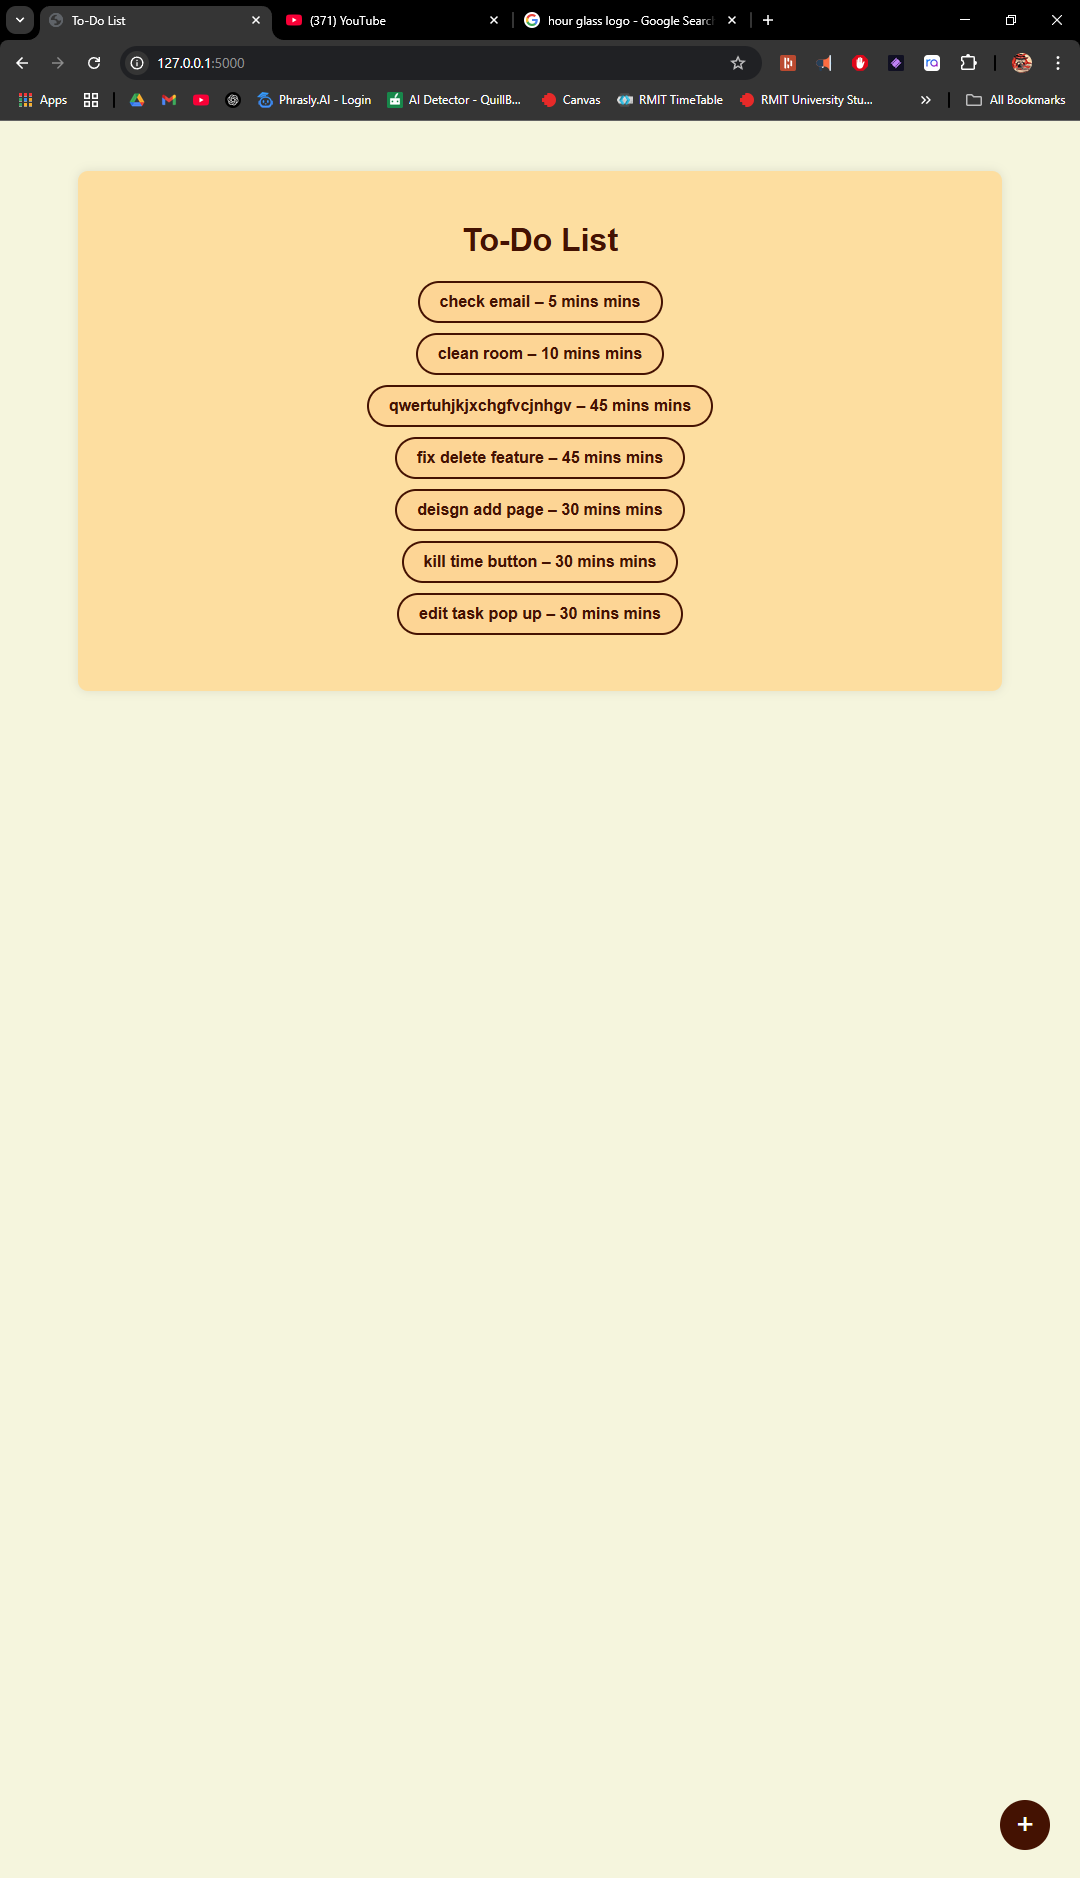 To-Do List
(371) YouTube
hour glass logo - Google Searc
127.0.0.1:5000
Apps
Phrasly.AI - Login
AI Detector - QuillB...
Canvas
RMIT TimeTable
RMIT University Stu...
All Bookmarks
To-Do List
check email – 5 mins mins
clean room – 10 mins mins
qwertuhjkjxchgfvcjnhgv – 45 mins mins
fix delete feature – 45 mins mins
deisgn add page – 30 mins mins
kill time button – 30 mins mins
edit task pop up – 30 mins mins
+